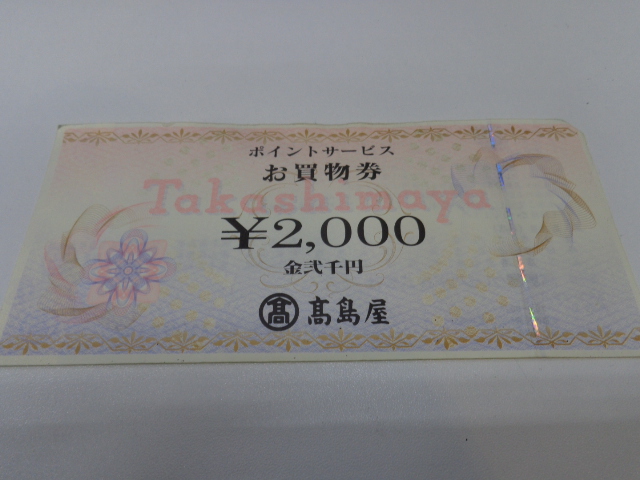 ポイントサービス
お買物券
Takashimaya
¥2,000
金弐千円
髙 髙島屋